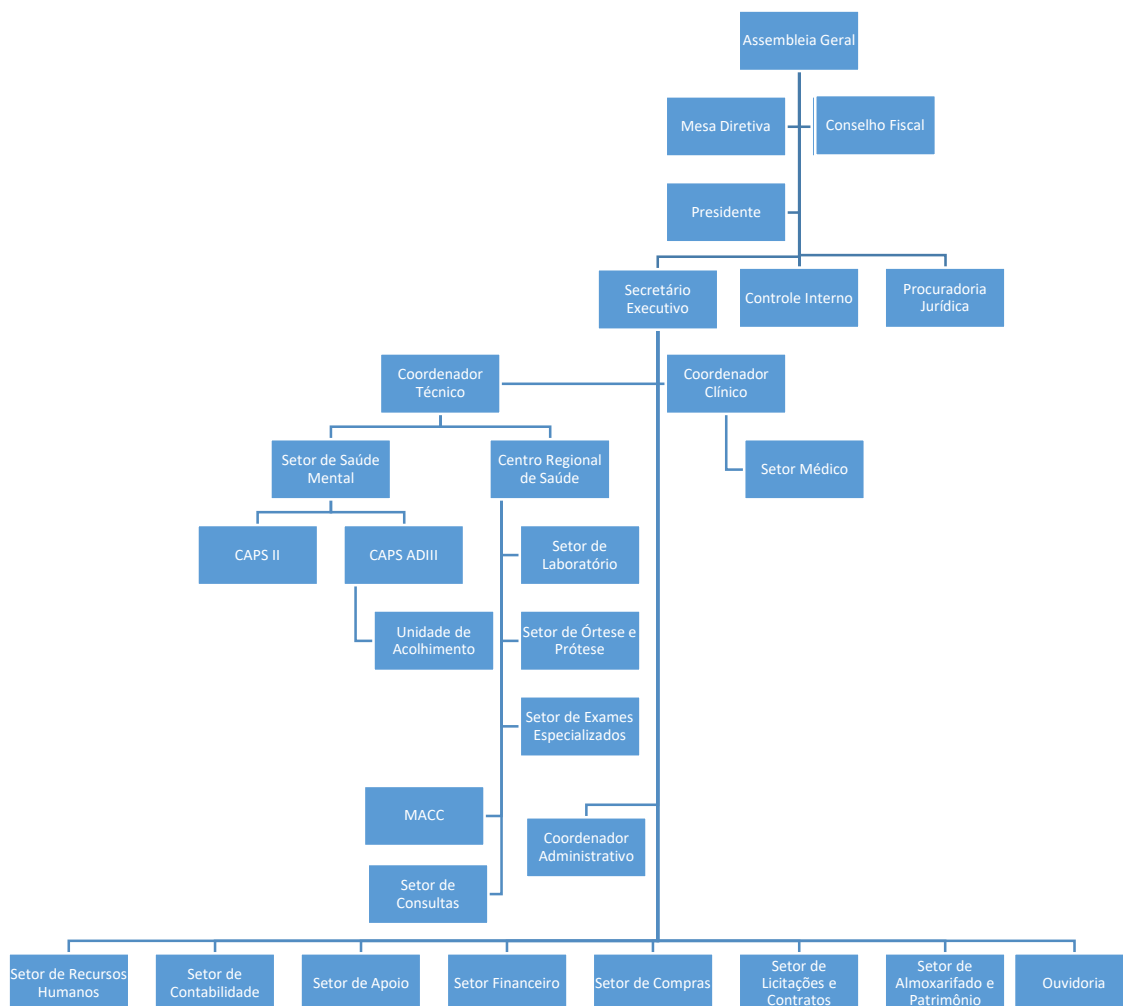 Assembleia Geral
Mesa Diretiva
Conselho Fiscal
Presidente
Secretário
Executivo
Controle Interno
Procuradoria
Jurídica
Coordenador
Técnico
Coordenador
Clínico
Setor de Saúde
Mental
Centro Regional
de Saúde
Setor Médico
CAPS II
CAPS ADIII
Setor de
Laboratório
Unidade de
Acolhimento
Setor de Órtese e
Prótese
Setor de Exames
Especializados
MACC
Coordenador
Administrativo
Setor de
Consultas
Setor de Recursos
Humanos
Setor de
Contabilidade
Setor de Apoio
Setor Financeiro
Setor de Compras
Setor de
Licitações e
Contratos
Setor de
Almoxarifado e
Patrimônio
Ouvidoria